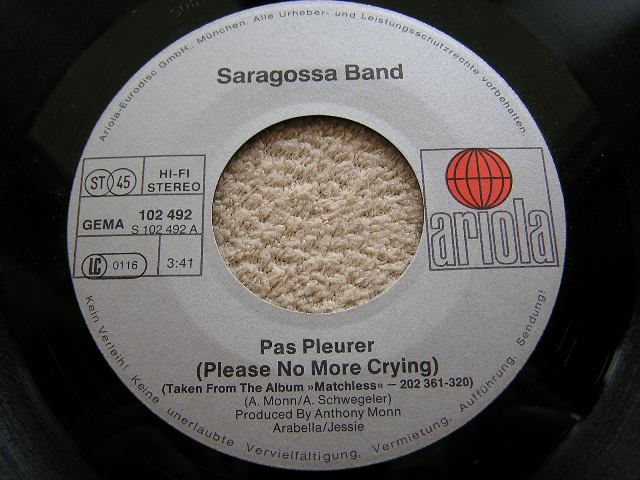 Ariola-Eurodisc GmbH., München. Alle Urheber- und Leistungsschutzrechte vorbehalten.
Saragossa Band
ST 45
HI-FI
STEREO
GEMA 102 492
S 102 492 A
LC 0116
3:41
ariola
Pas Pleurer
(Please No More Crying)
(Taken From The Album »Matchless« – 202 361-320)
(A. Monn/A. Schwegeler)
Produced By Anthony Monn
Arabella/Jessie
Kein Verleih! Keine unerlaubte Vervielfältigung, Vermietung, Aufführung, Sendung!